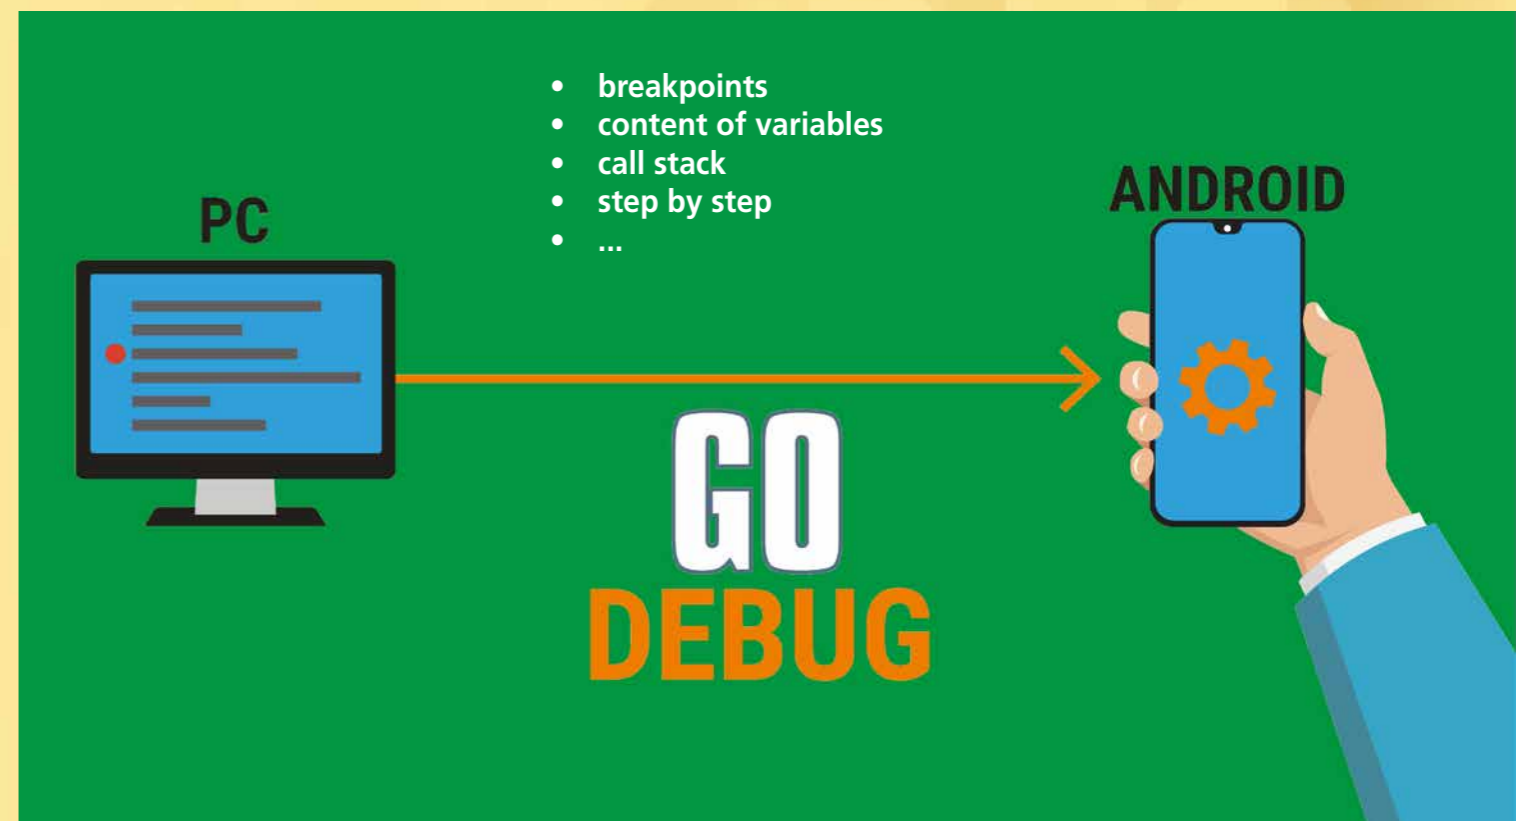 • breakpoints
• content of variables
• call stack
• step by step
• ...
PC
ANDROID
GO
DEBUG